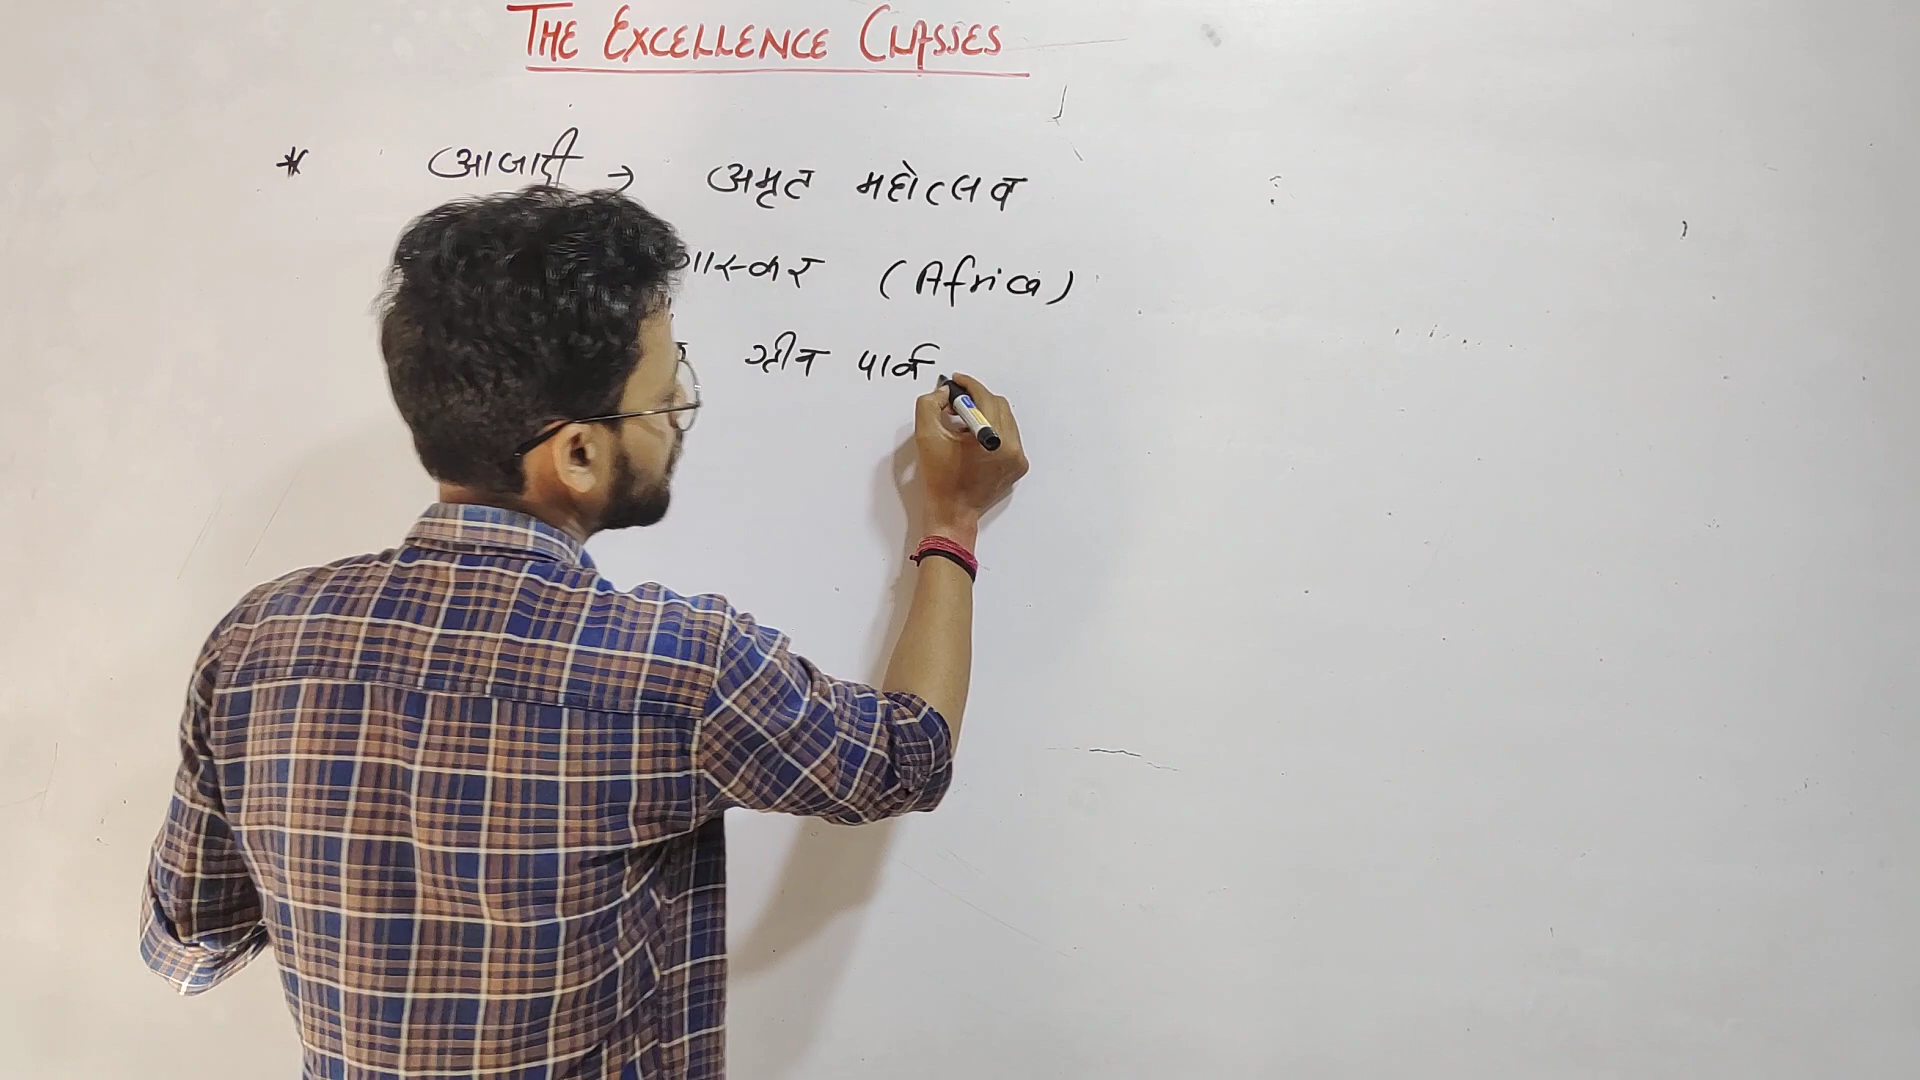 THE EXCELLENCE CLASSES
* आजादी → अमृत महोत्सव
गास्कर (Africa)
ग्रीन पार्क